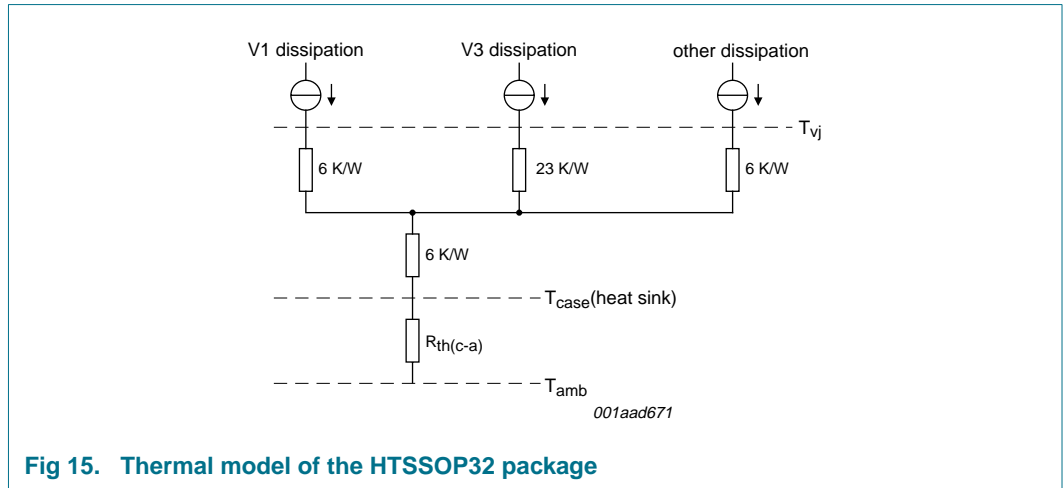 V1 dissipation
V3 dissipation
other dissipation
Tvj
6 K/W
23 K/W
6 K/W
6 K/W
Tcase(heat sink)
Rth(c-a)
Tamb
001aad671
Fig 15. Thermal model of the HTSSOP32 package